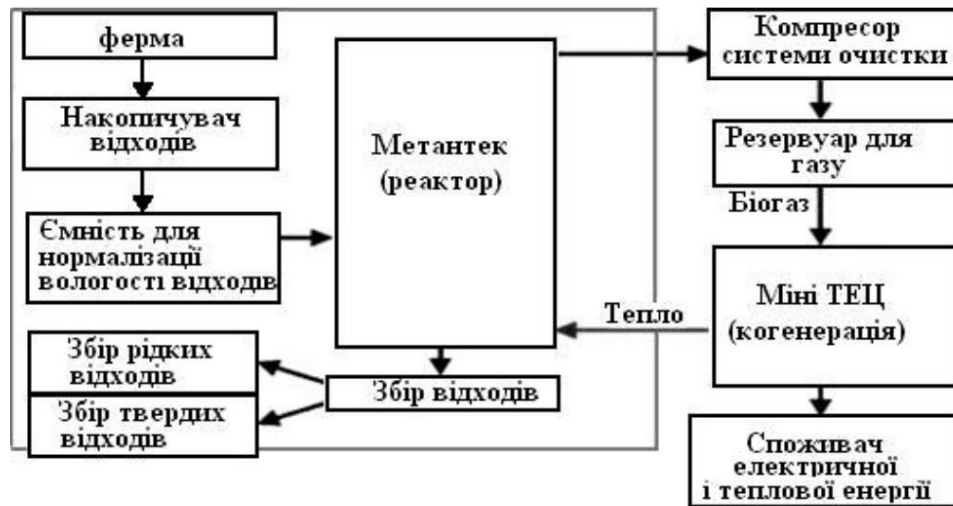 ферма
Накопичувач
відходів
Ємність для
нормалізації
вологості відходів
Метантек
(реактор)
Збір відходів
Збір рідких
відходів
Збір твердих
відходів
Компресор
системи очистки
Резервуар для
газу
Біогаз
Міні ТЕЦ
(когенерація)
Тепло
Споживач
електричної
і теплової енергії